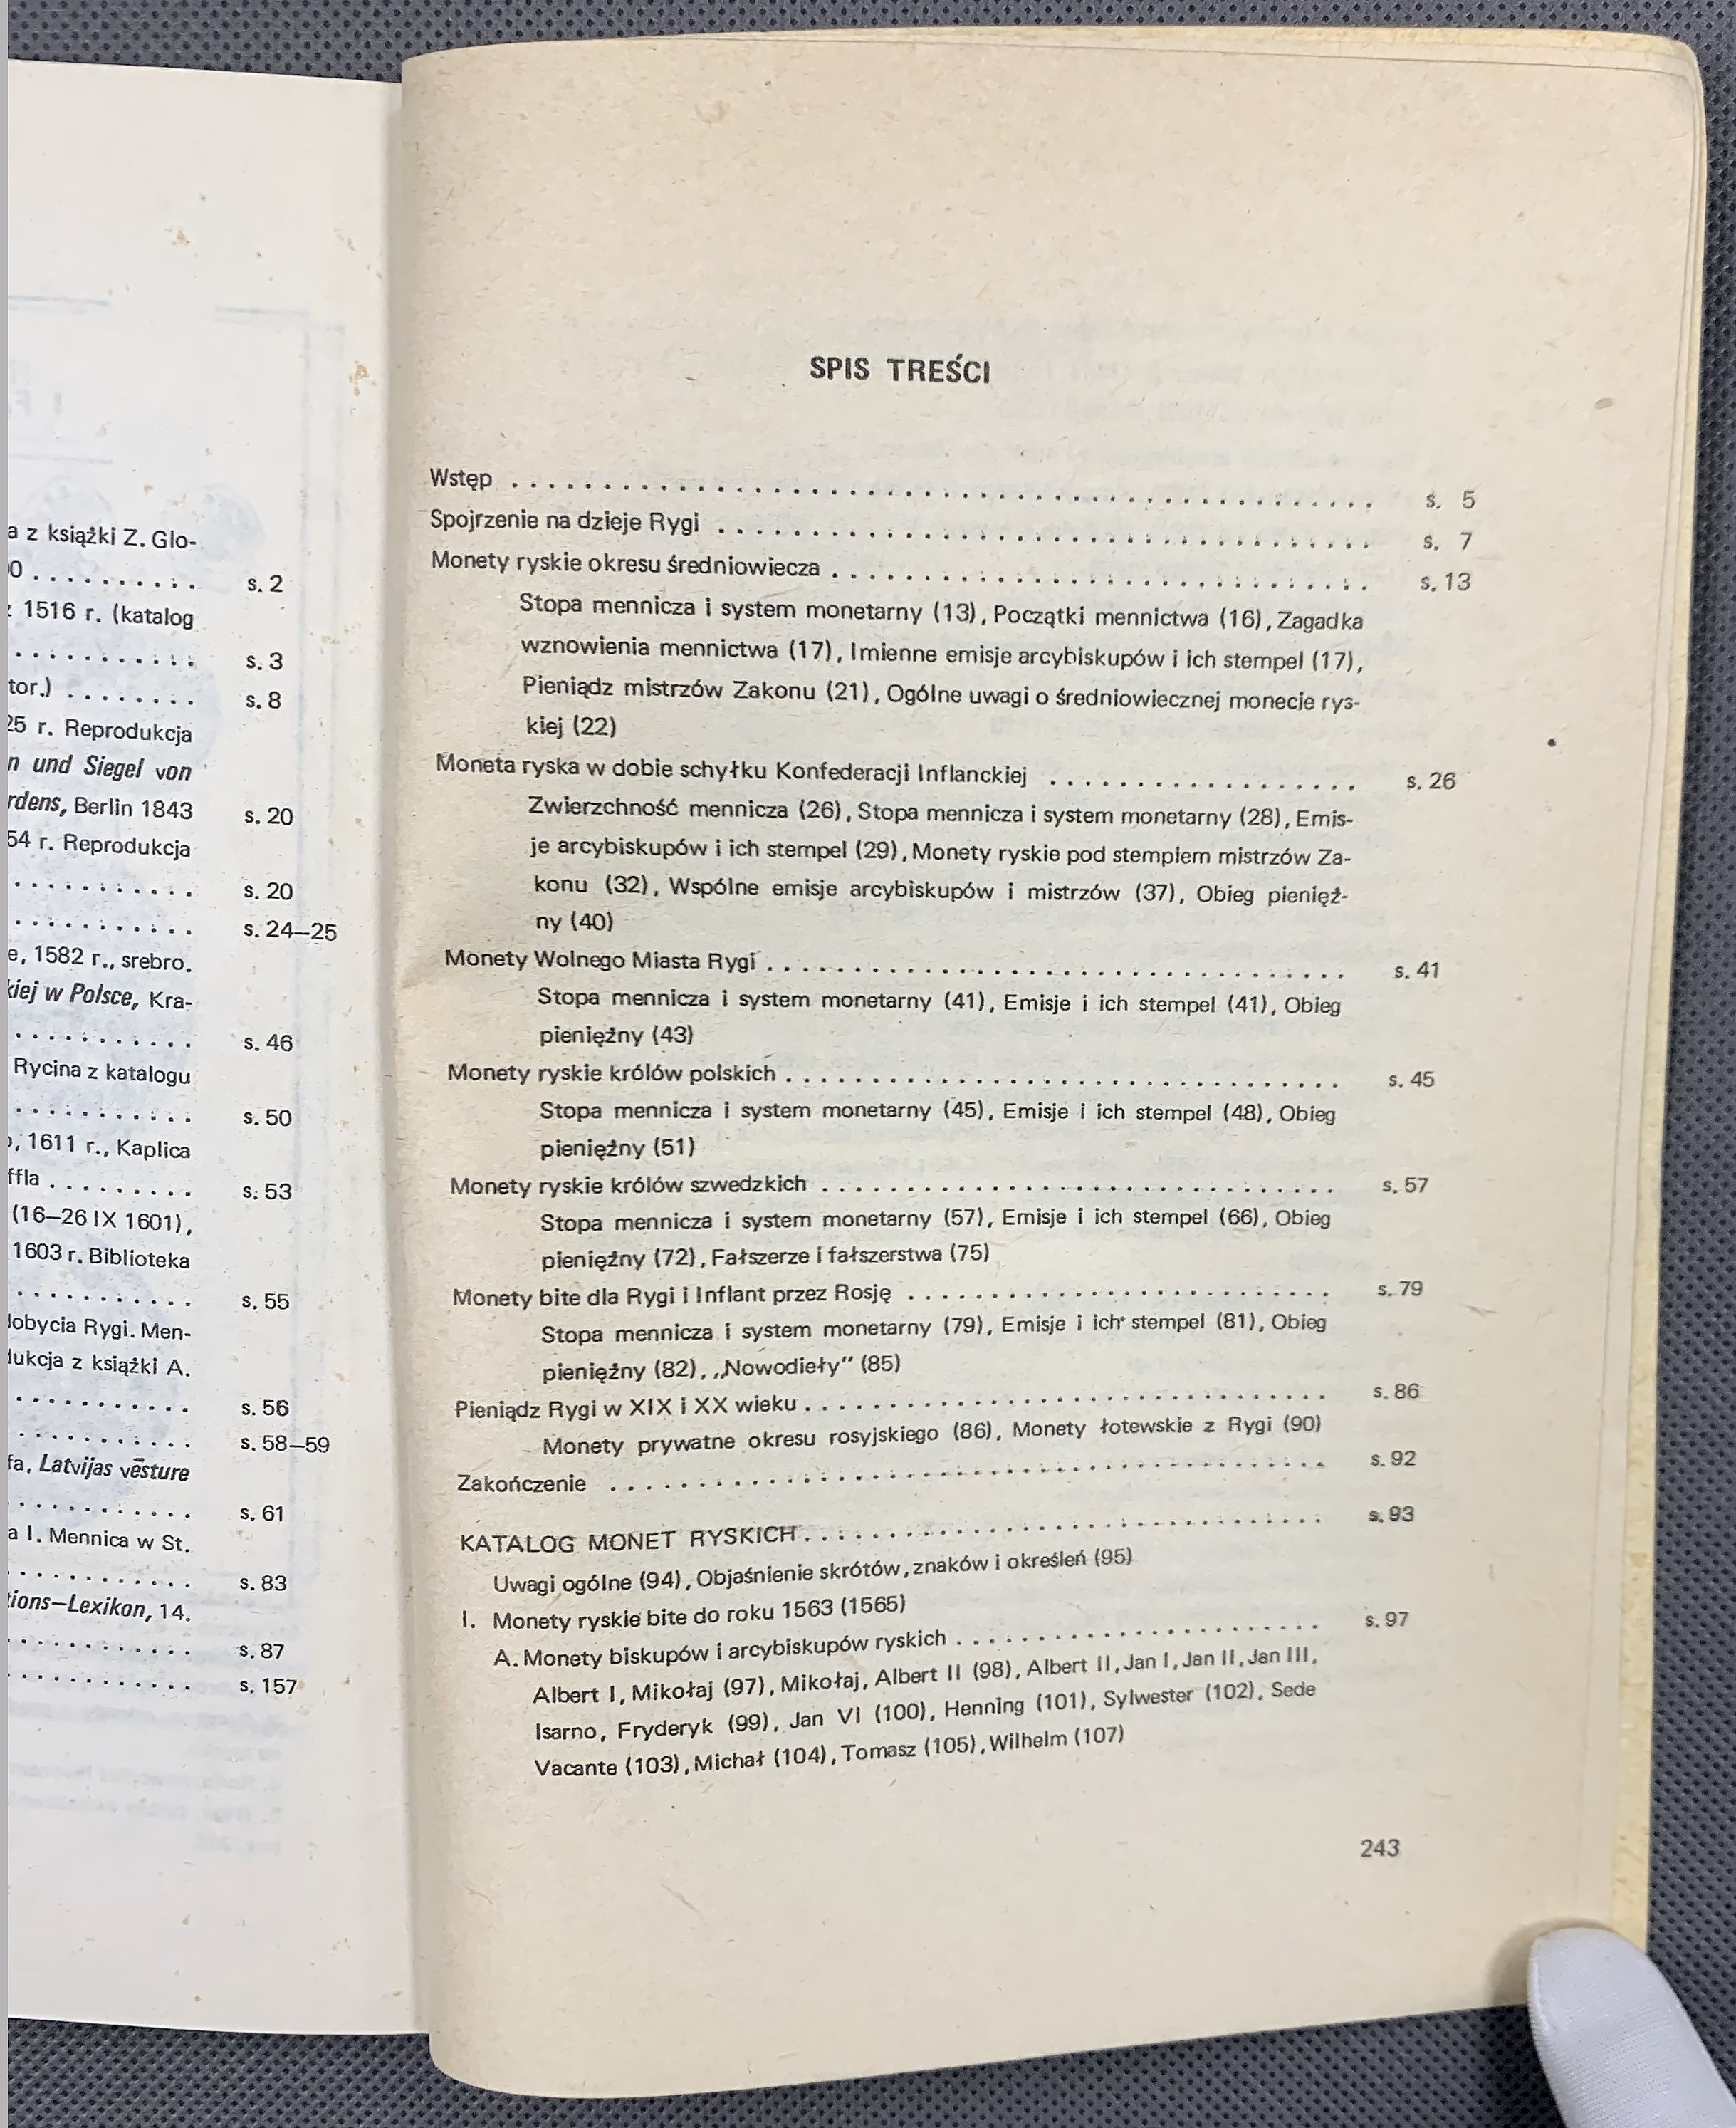 a z książki Z. Glo-
0 . . . . . . . . . . s. 2
z 1516 r. (katalog
. . . . . . . . . . . . s. 3
tor.) . . . . . . . . s. 8
25 r. Reprodukcja
n und Siegel von
rdens, Berlin 1843 s. 20
54 r. Reprodukcja
. . . . . . . . . . . s. 20
. . . . . . . . . . . s. 24—25
e, 1582 r., srebro.
kiej w Polsce, Kra-
. . . . . . . . . . . s. 46
Rycina z katalogu
. . . . . . . . . . . s. 50
o, 1611 r., Kaplica
ffla . . . . . . . . . s. 53
(16—26 IX 1601),
1603 r. Biblioteka
. . . . . . . . . . . s. 55
dobycia Rygi. Men-
dukcja z książki A.
. . . . . . . . . . . s. 56
. . . . . . . . . . . s. 58—59
fa, Latvijas vēsture
. . . . . . . . . . . s. 61
a I. Mennica w St.
. . . . . . . . . . . s. 83
tions—Lexikon, 14.
. . . . . . . . . . . s. 87
. . . . . . . . . . . s. 157
SPIS TREŚCI
Wstęp . . . . . . . . . . . . . . . . . . . . s. 5
Spojrzenie na dzieje Rygi . . . . . . . . . . . . . . . . s. 7
Monety ryskie okresu średniowiecza . . . . . . . . . . . . . . s. 13
Stopa mennicza i system monetarny (13), Początki mennictwa (16), Zagadka
wznowienia mennictwa (17), Imienne emisje arcybiskupów i ich stempel (17),
Pieniądz mistrzów Zakonu (21), Ogólne uwagi o średniowiecznej monecie rys-
kiej (22)
Moneta ryska w dobie schyłku Konfederacji Inflanckiej . . . . . . . . . . s. 26
Zwierzchność mennicza (26), Stopa mennicza i system monetarny (28), Emis-
je arcybiskupów i ich stempel (29), Monety ryskie pod stemplem mistrzów Za-
konu (32), Wspólne emisje arcybiskupów i mistrzów (37), Obieg pienięż-
ny (40)
Monety Wolnego Miasta Rygi . . . . . . . . . . . . . . . . s. 41
Stopa mennicza i system monetarny (41), Emisje i ich stempel (41), Obieg
pieniężny (43)
Monety ryskie królów polskich . . . . . . . . . . . . . . . . s. 45
Stopa mennicza i system monetarny (45), Emisje i ich stempel (48), Obieg
pieniężny (51)
Monety ryskie królów szwedzkich . . . . . . . . . . . . . . . s. 57
Stopa mennicza i system monetarny (57), Emisje i ich stempel (66), Obieg
pieniężny (72), Fałszerze i fałszerstwa (75)
Monety bite dla Rygi i Inflant przez Rosję . . . . . . . . . . . . s. 79
Stopa mennicza i system monetarny (79), Emisje i ich stempel (81), Obieg
pieniężny (82), „Nowodieły” (85)
Pieniądz Rygi w XIX i XX wieku . . . . . . . . . . . . . . . s. 86
Monety prywatne okresu rosyjskiego (86), Monety łotewskie z Rygi (90)
Zakończenie . . . . . . . . . . . . . . . . . . . . s. 92
KATALOG MONET RYSKICH . . . . . . . . . . . . . . . s. 93
Uwagi ogólne (94), Objaśnienie skrótów, znaków i określeń (95)
I. Monety ryskie bite do roku 1563 (1565)
A. Monety biskupów i arcybiskupów ryskich . . . . . . . . . . . s. 97
Albert I, Mikołaj (97), Mikołaj, Albert II (98), Albert II, Jan I, Jan II, Jan III,
Isarno, Fryderyk (99), Jan VI (100), Henning (101), Sylwester (102), Sede
Vacante (103), Michał (104), Tomasz (105), Wilhelm (107)
243